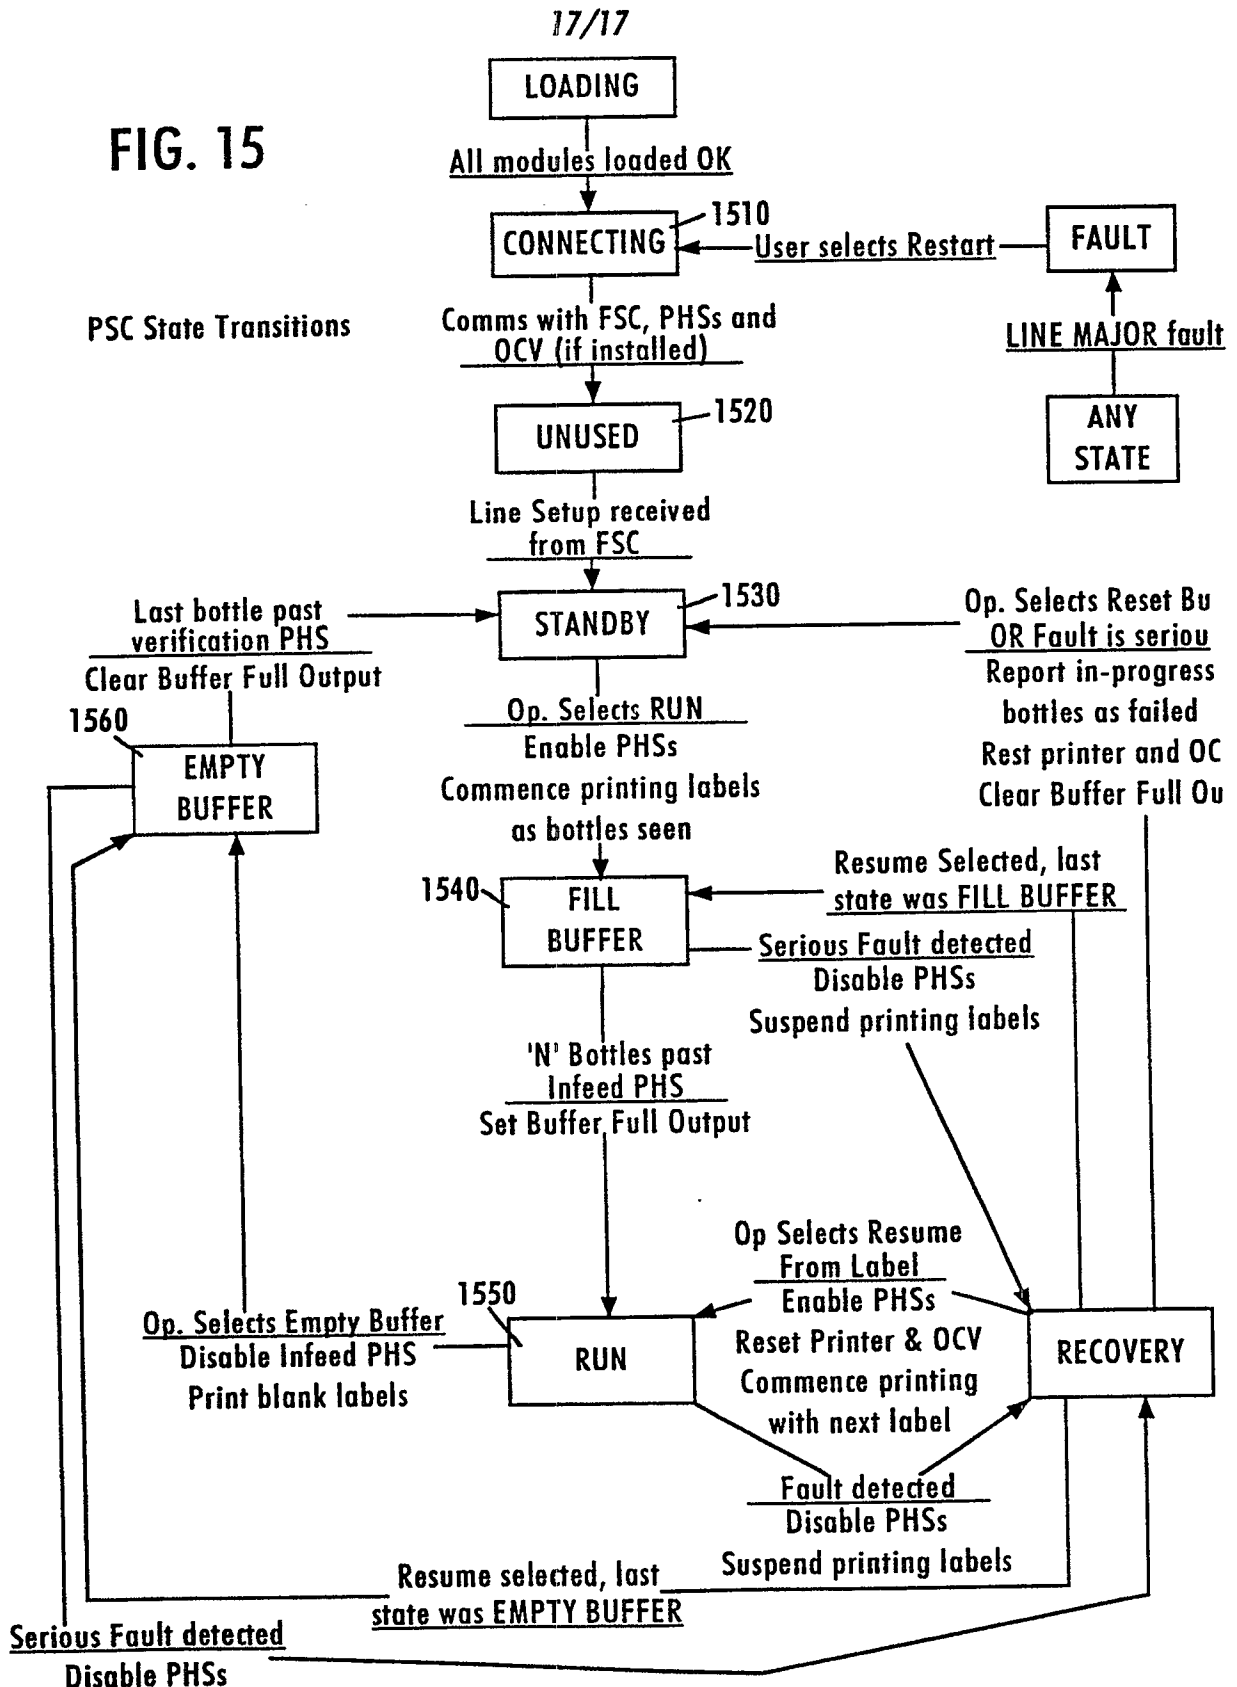 17/17
LOADING
FIG. 15
All modules loaded OK
1510
CONNECTING
User selects Restart
FAULT
PSC State Transitions
Comms with FSC, PHSs and
OCV (if installed)
LINE MAJOR fault
1520
UNUSED
ANY
STATE
Line Setup received
from FSC
1530
STANDBY
Last bottle past
verification PHS
Clear Buffer Full Output
Op. Selects Reset Bu
OR Fault is seriou
Report in-progress
bottles as failed
Rest printer and OC
Clear Buffer Full Ou
Op. Selects RUN
Enable PHSs
Commence printing labels
as bottles seen
1560
EMPTY
BUFFER
1540
FILL
BUFFER
Resume Selected, last
state was FILL BUFFER
Serious Fault detected
Disable PHSs
Suspend printing labels
'N' Bottles past
Infeed PHS
Set Buffer Full Output
Op Selects Resume
From Label
Enable PHSs
Reset Printer & OCV
Commence printing
with next label
1550
RUN
RECOVERY
Op. Selects Empty Buffer
Disable Infeed PHS
Print blank labels
Fault detected
Disable PHSs
Suspend printing labels
Resume selected, last
state was EMPTY BUFFER
Serious Fault detected
Disable PHSs